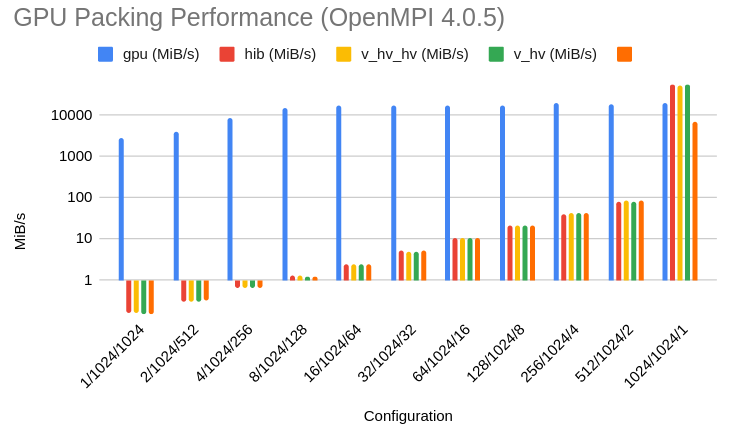 GPU Packing Performance (OpenMPI 4.0.5)
gpu (MiB/s) hib (MiB/s) v_hv_hv (MiB/s) v_hv (MiB/s)
10000
1000
100
10
1
MiB/s
1/1024/1024 2/1024/512 4/1024/256 8/1024/128 16/1024/64 32/1024/32 64/1024/16 128/1024/8 256/1024/4 512/1024/2 1024/1024/1
Configuration